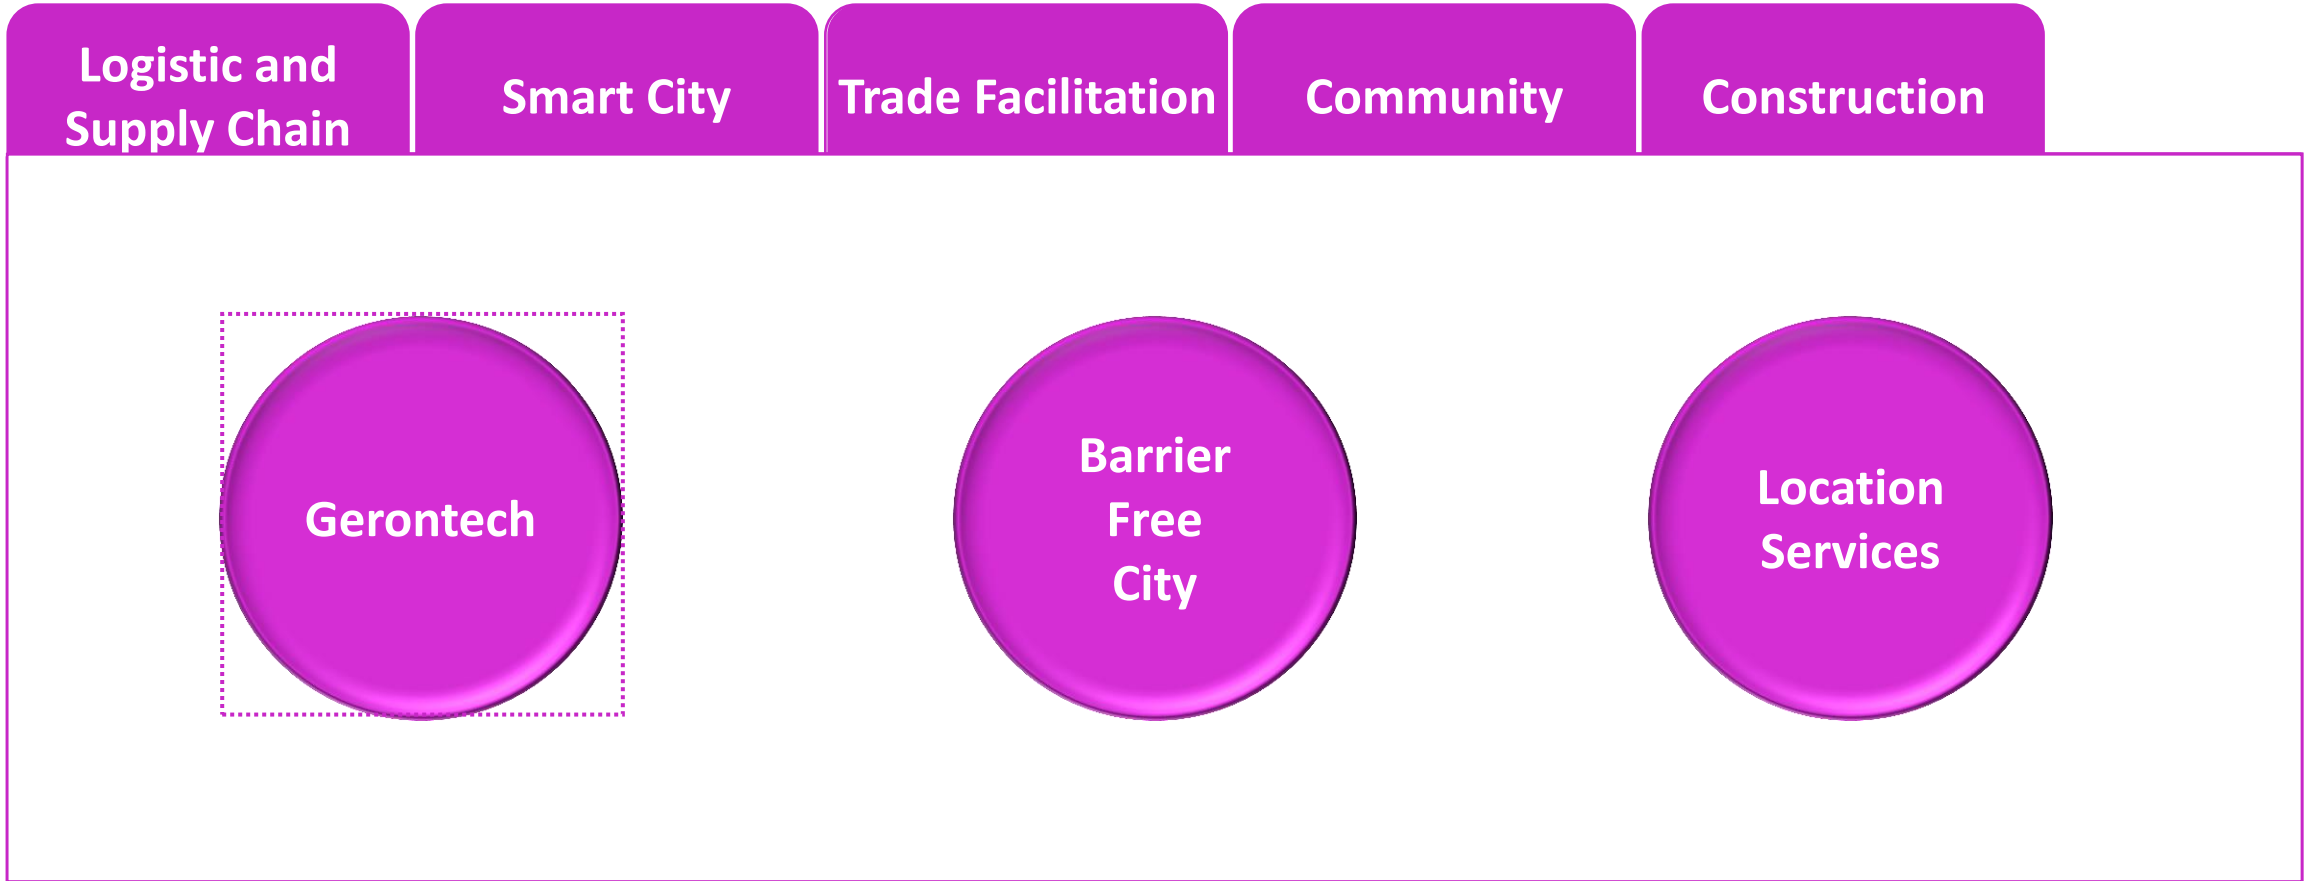 Logistic and
Supply Chain
Smart City
Trade Facilitation
Community
Construction
Gerontech
Barrier
Free
City
Location
Services